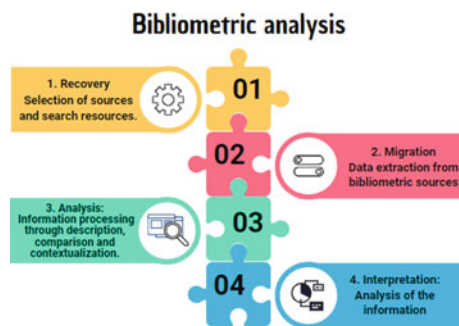 Bibliometric analysis
01
1. Recovery
Selection of sources
and search resources.
02
2. Migration
Data extraction from
bibliometric sources
03
3. Analysis:
Information processing
through description,
comparison and
contextualization.
04
4. Interpretation:
Analysis of the
information